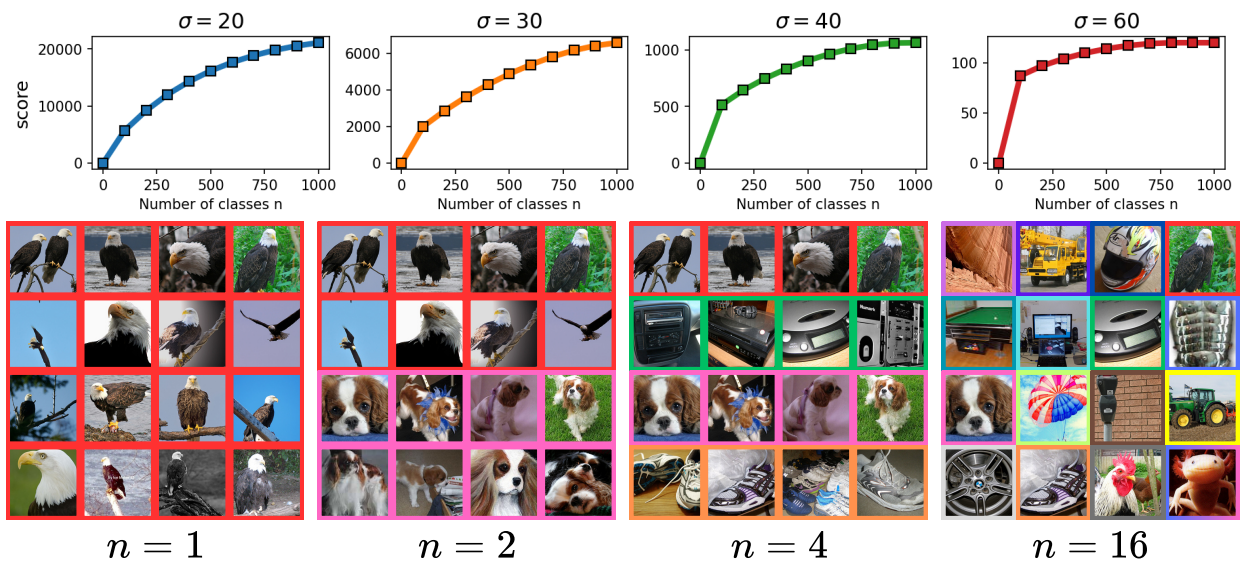 σ = 20
σ = 30
σ = 40
σ = 60
score
20000
10000
0
6000
4000
2000
0
1000
500
0
100
50
0
0 250 500 750 1000
0 250 500 750 1000
0 250 500 750 1000
0 250 500 750 1000
Number of classes n
Number of classes n
Number of classes n
Number of classes n
n = 1
n = 2
n = 4
n = 16